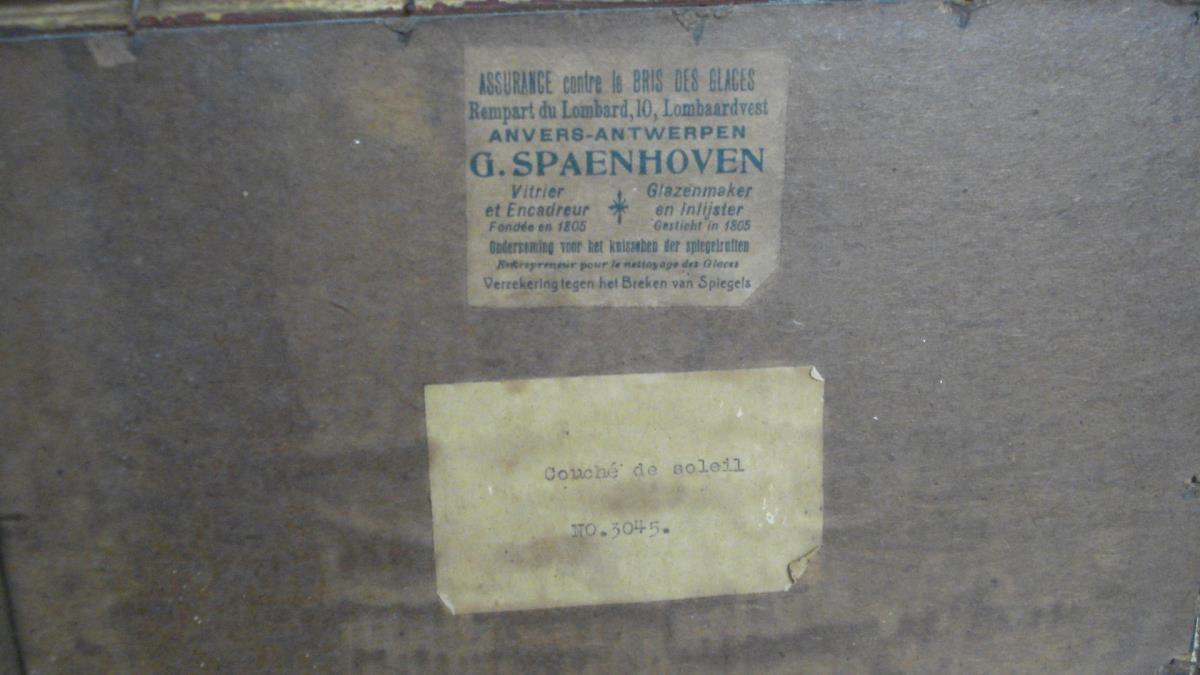 ASSURANCE contre le BRIS DES GLACES
Rempart du Lombard, 10, Lombaardvest
ANVERS-ANTWERPEN
G. SPAENHOVEN
Vitrier
et Encadreur
Fondée en 1805
Glazenmaker
en Inlijster
Gesticht in 1805
Onderneming voor het kuisschen der spiegelruiten
Entrepreneur pour le nettoyage des Glaces
Verzekering tegen het Breken van Spiegels
Couché de soleil
NO.3045.